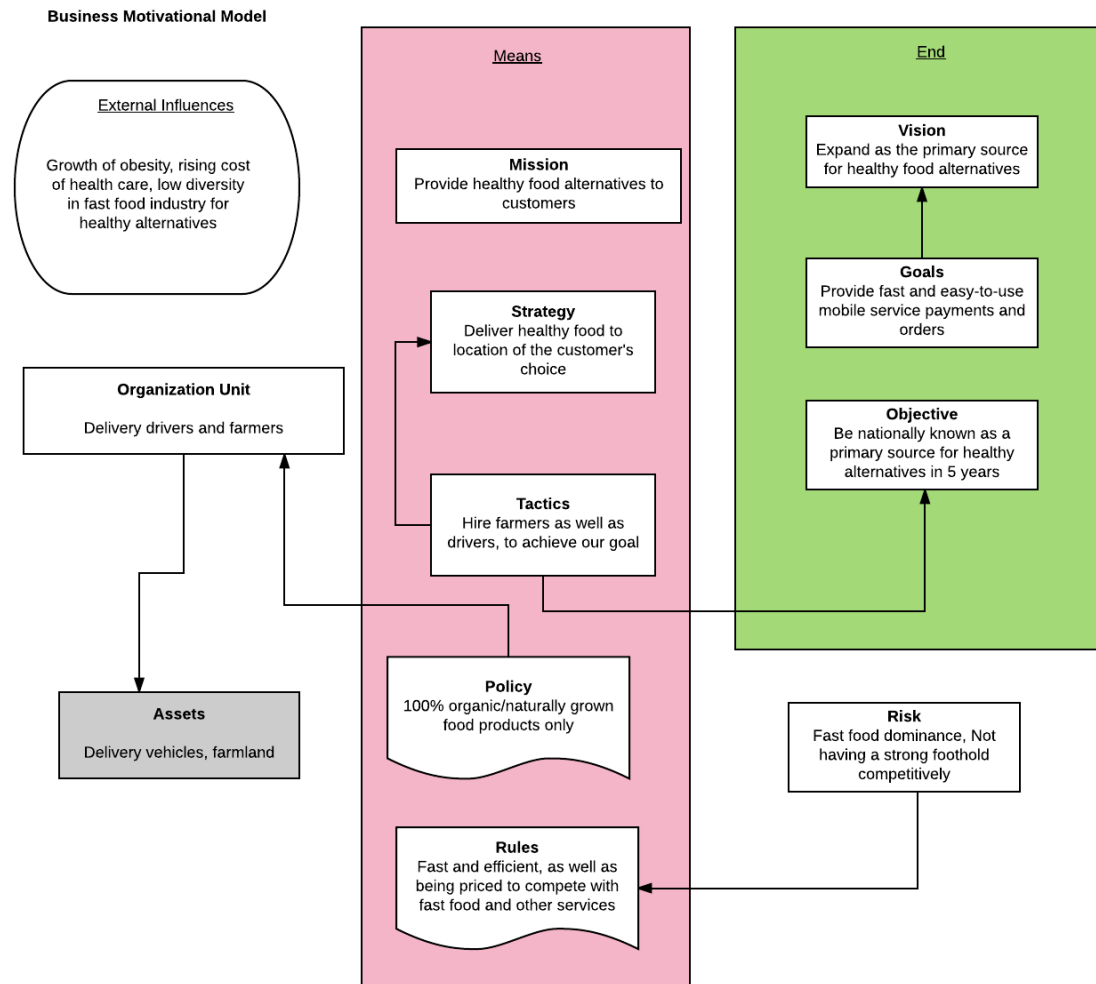 Business Motivational Model
External Influences
Growth of obesity, rising cost
of health care, low diversity
in fast food industry for
healthy alternatives
Organization Unit
Delivery drivers and farmers
Assets
Delivery vehicles, farmland
Means
Mission
Provide healthy food alternatives to
customers
Strategy
Deliver healthy food to
location of the customer's
choice
Tactics
Hire farmers as well as
drivers, to achieve our goal
Policy
100% organic/naturally grown
food products only
Rules
Fast and efficient, as well as
being priced to compete with
fast food and other services
End
Vision
Expand as the primary source
for healthy food alternatives
Goals
Provide fast and easy-to-use
mobile service payments and
orders
Objective
Be nationally known as a
primary source for healthy
alternatives in 5 years
Risk
Fast food dominance, Not
having a strong foothold
competitively